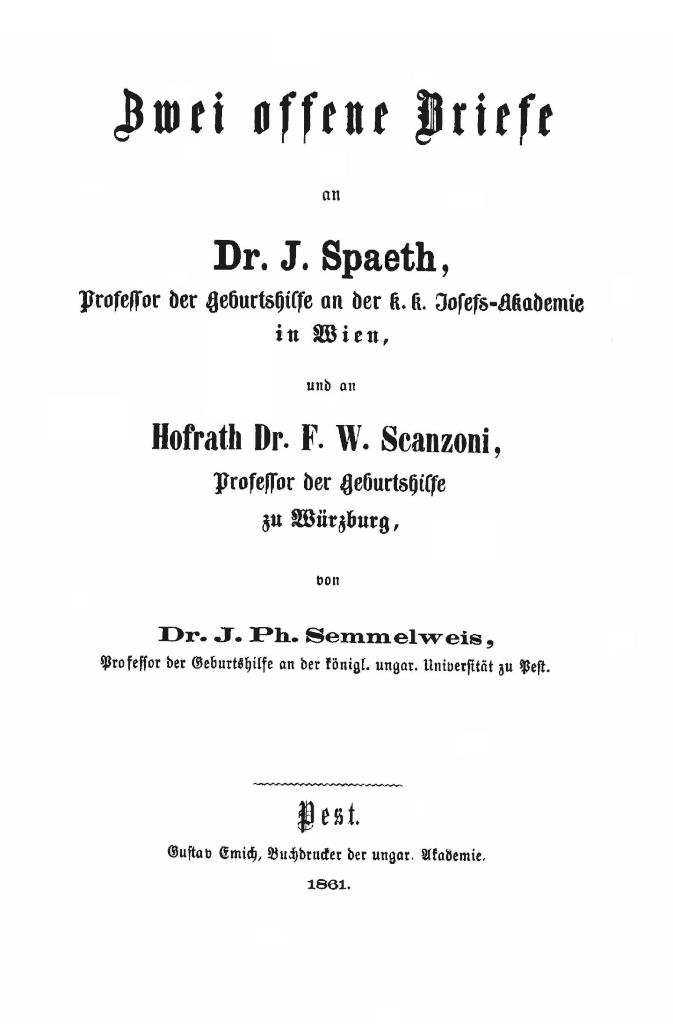 Zwei offene Briefe
an
Dr. J. Spaeth,
Professor der Geburtshilfe an der k. k. Josefs-Akademie
in Wien,
und an
Hofrath Dr. F. W. Scanzoni,
Professor der Geburtshilfe
zu Würzburg,
von
Dr. J. Ph. Semmelweis,
Professor der Geburtshilfe an der königl. ungar. Universität zu Pest.
Pest.
Gustav Emich, Buchdrucker der ungar. Akademie.
1861.